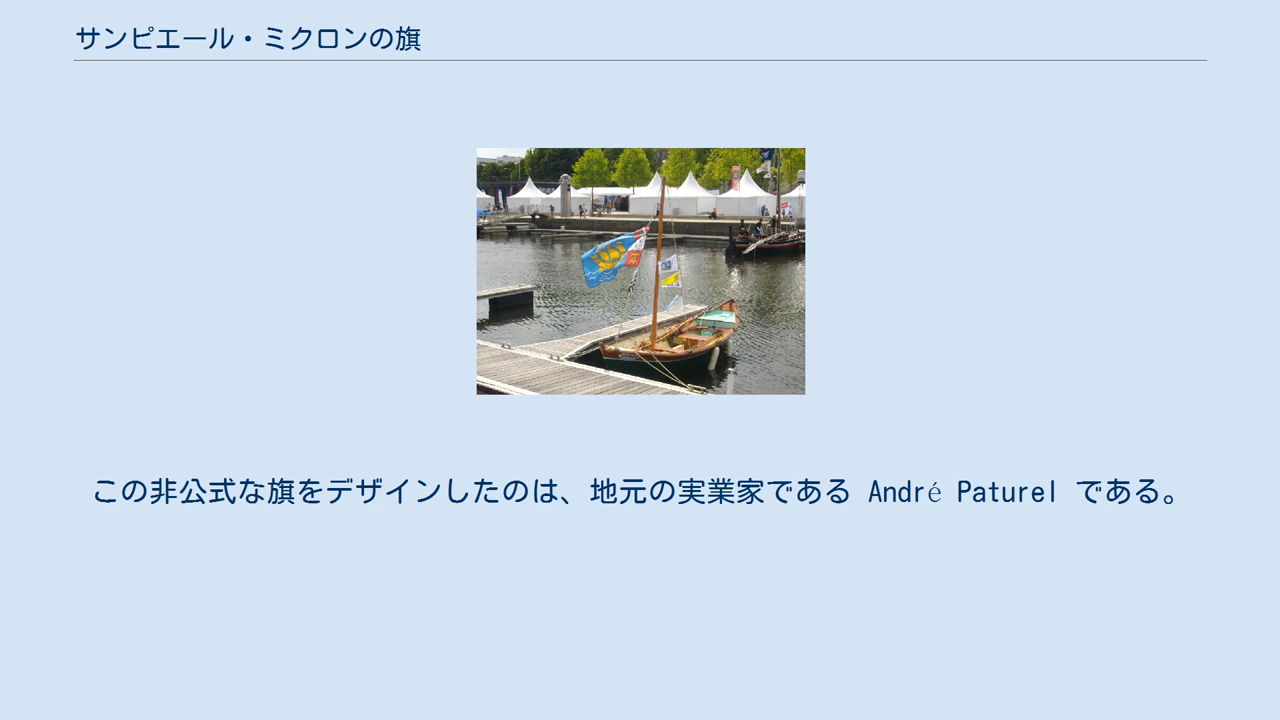 サンピエール・ミクロンの旗
この非公式な旗をデザインしたのは、地元の実業家である André Paturel である。